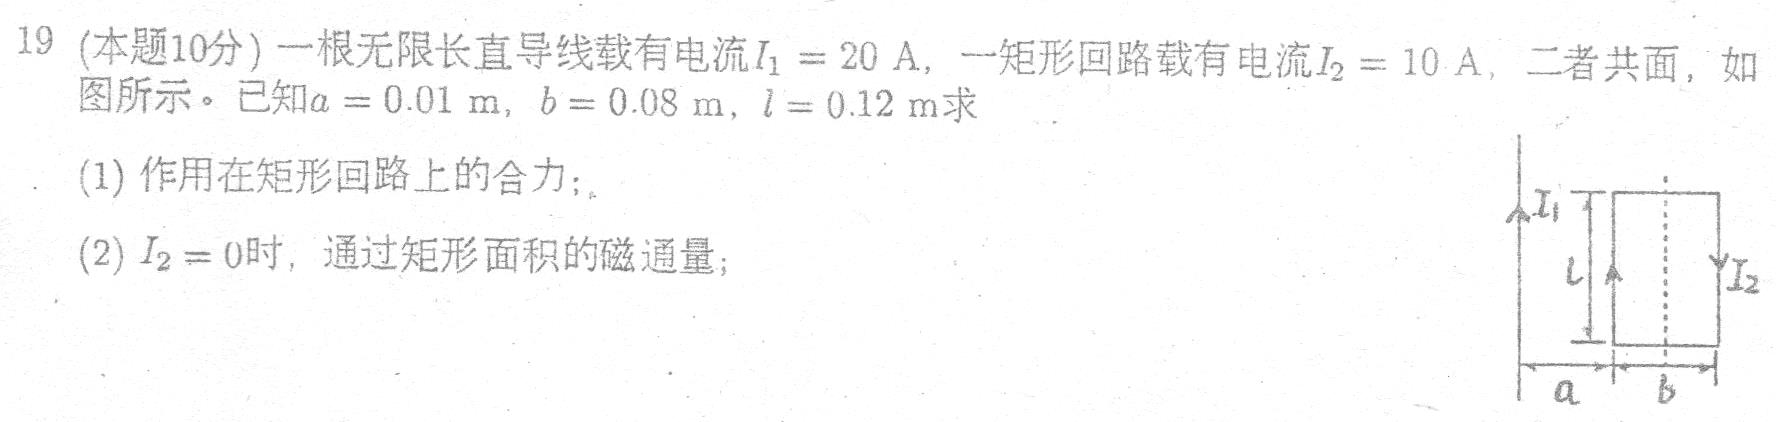 19 (本题10分) 一根无限长直导线载有电流I₁ = 20 A, 一矩形回路载有电流I₂ = 10 A, 二者共面，如
图所示。已知a = 0.01 m, b = 0.08 m, l = 0.12 m求
(1) 作用在矩形回路上的合力;
(2) I₂ = 0时, 通过矩形面积的磁通量;
I₁
l
I₂
a
b